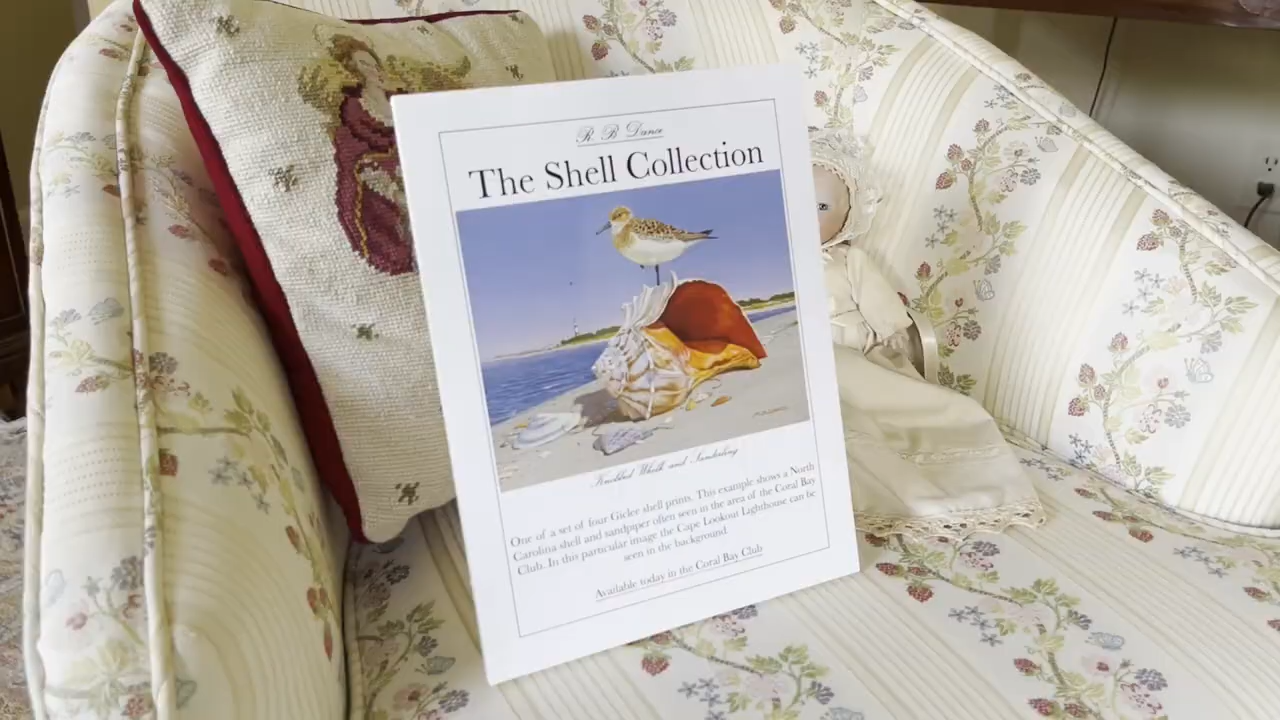 R. B. Dance
The Shell Collection
Knobbed Whelk and Sanderling
One of a set of four Giclee shell prints. This example shows a North
Carolina shell and sandpiper often seen in the area of the Coral Bay
Club. In this particular image the Cape Lookout Lighthouse can be
seen in the background.
Available today in the Coral Bay Club